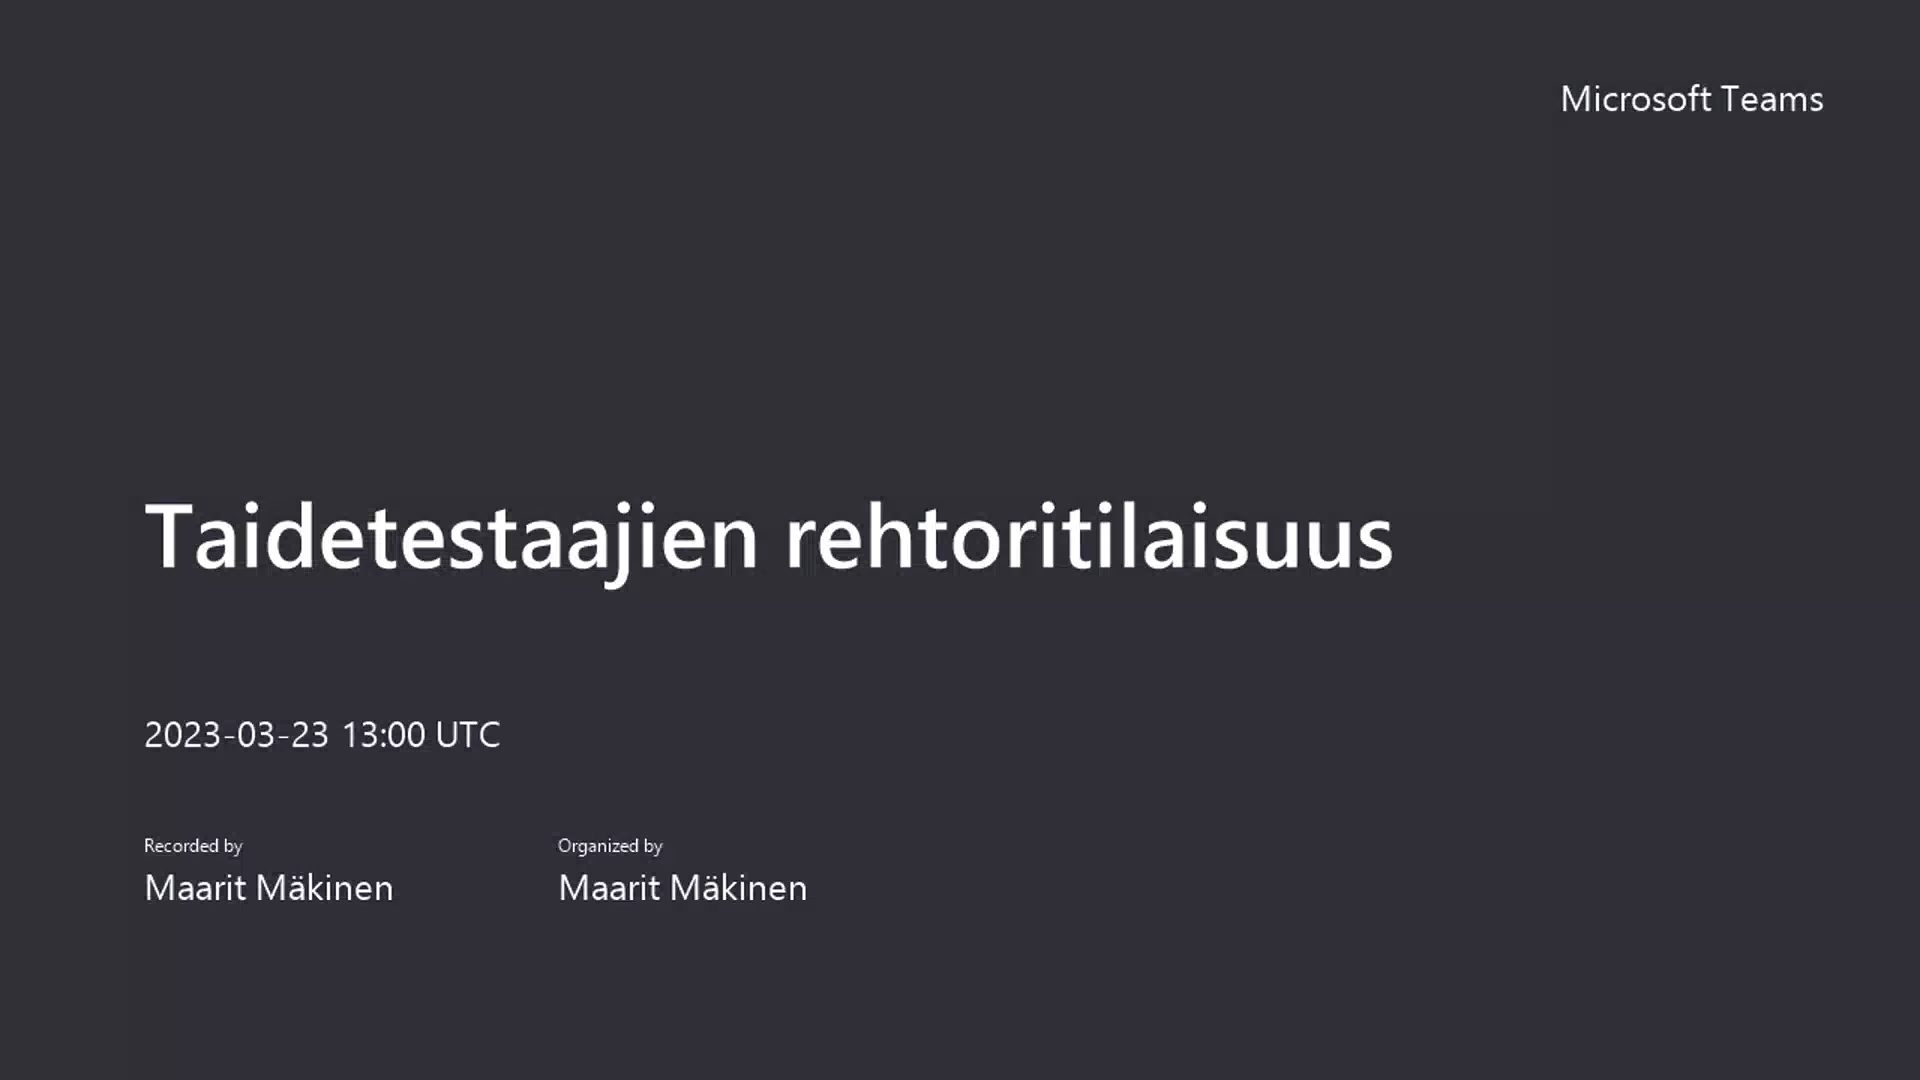 Microsoft Teams
Taidetestaajien rehtoritilaisuus
2023-03-23 13:00 UTC
Recorded by
Maarit Mäkinen
Organized by
Maarit Mäkinen